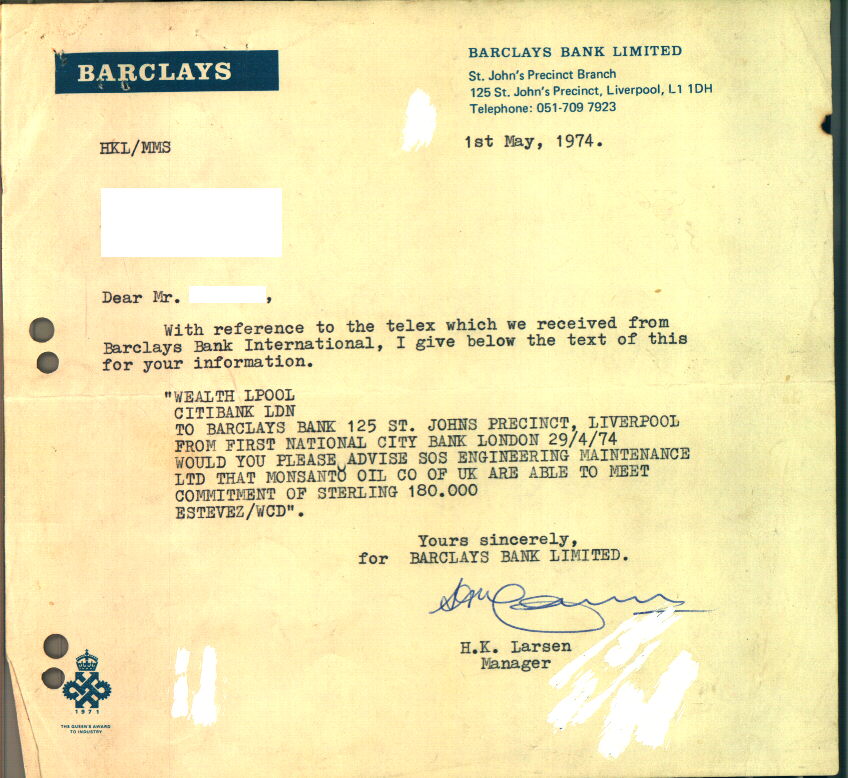 BARCLAYS
BARCLAYS BANK LIMITED
St. John's Precinct Branch
125 St. John's Precinct, Liverpool, L1 1DH
Telephone: 051-709 7923
HKL/MMS
1st May, 1974.
Dear Mr. ,
With reference to the telex which we received from
Barclays Bank International, I give below the text of this
for your information.
"WEALTH LPOOL
CITIBANK LDN
TO BARCLAYS BANK 125 ST. JOHNS PRECINCT, LIVERPOOL
FROM FIRST NATIONAL CITY BANK LONDON 29/4/74
WOULD YOU PLEASE ADVISE SOS ENGINEERING MAINTENANCE
LTD THAT MONSANTO OIL CO OF UK ARE ABLE TO MEET
COMMITMENT OF STERLING 180.000
ESTEVEZ/WCD".
Yours sincerely,
for BARCLAYS BANK LIMITED.
H.K. Larsen
Manager
1971
THE QUEEN'S AWARD
TO INDUSTRY